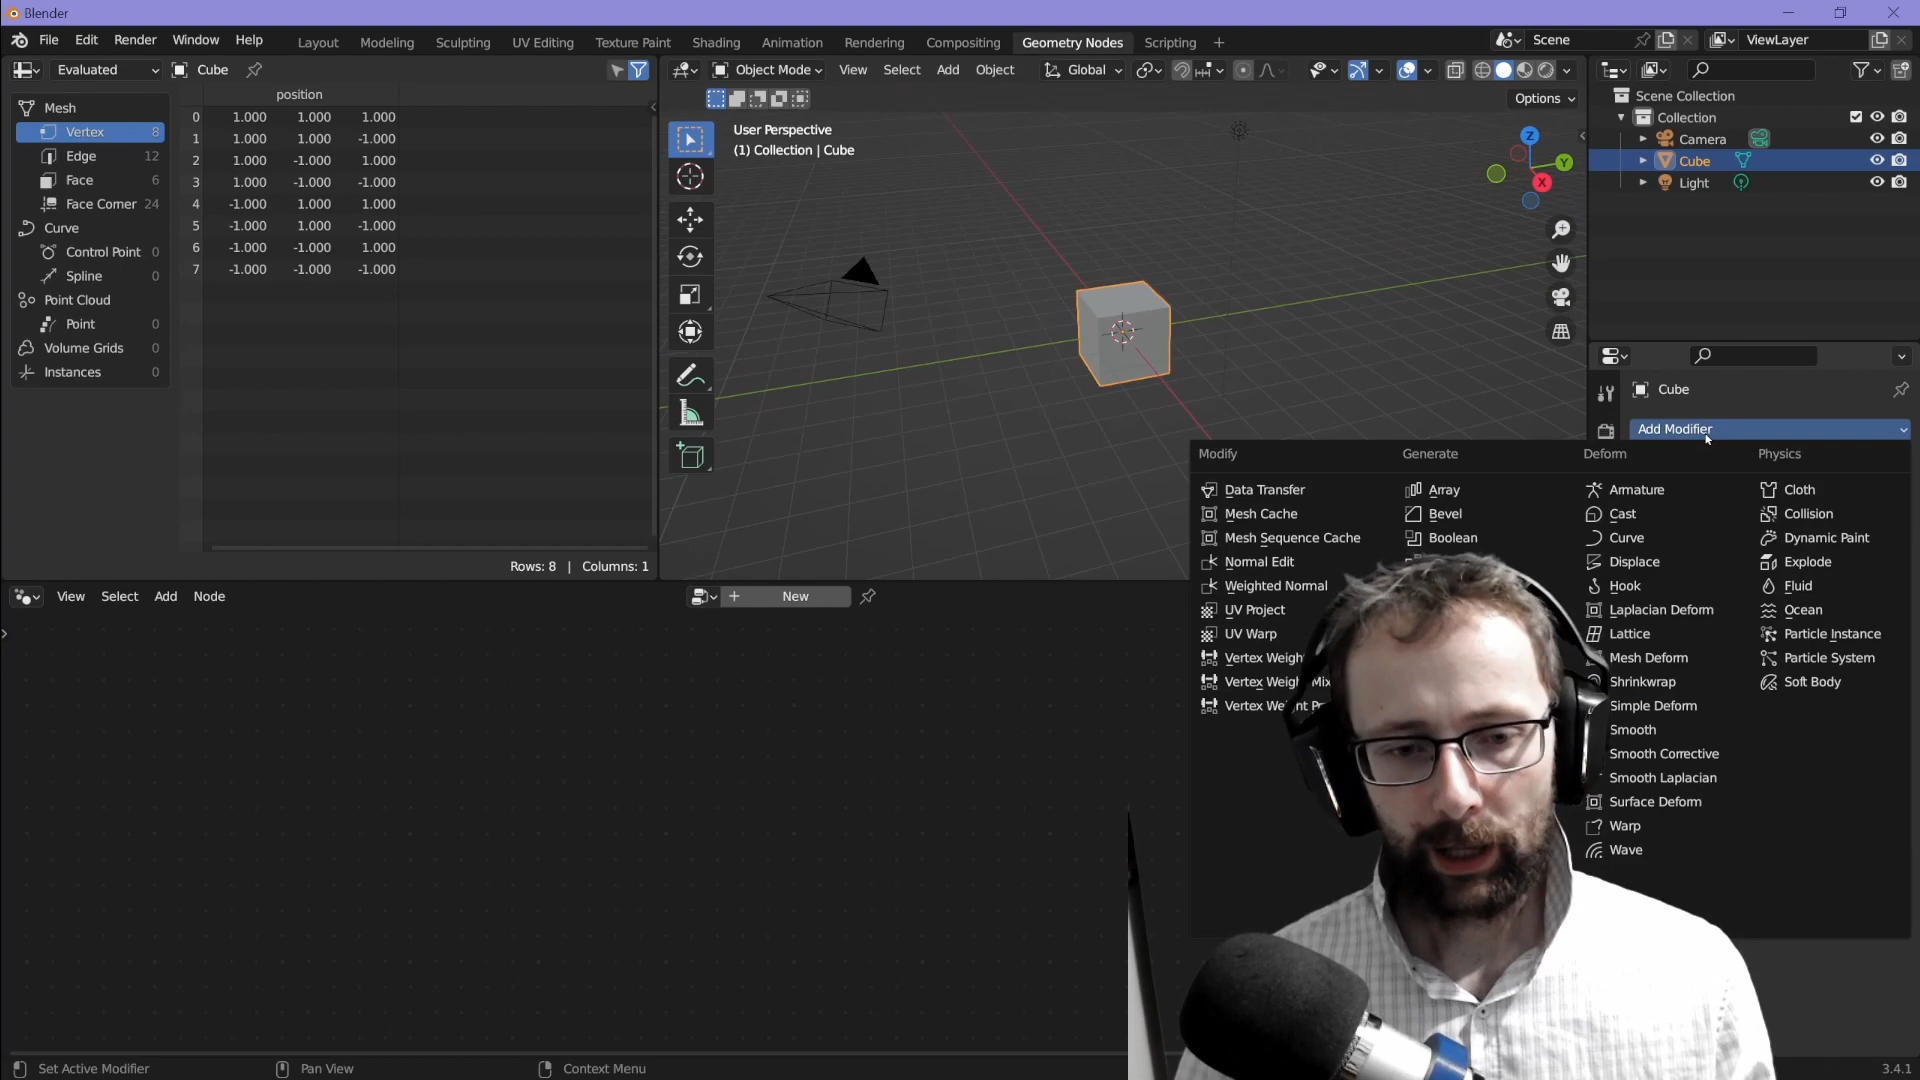 Blender
File Edit Render Window Help Layout Modeling Sculpting UV Editing Texture Paint Shading Animation Rendering Compositing Geometry Nodes Scripting + Scene ViewLayer
Evaluated Cube
Object Mode View Select Add Object Global
Options
position
Mesh
Vertex 8
Edge 12
Face 6
Face Corner 24
Curve
Control Point 0
Spline 0
Point Cloud
Point 0
Volume Grids 0
Instances 0
0 1.000 1.000 1.000
1 1.000 1.000 -1.000
2 1.000 -1.000 1.000
3 1.000 -1.000 -1.000
4 -1.000 1.000 1.000
5 -1.000 1.000 -1.000
6 -1.000 -1.000 1.000
7 -1.000 -1.000 -1.000
Rows: 8 | Columns: 1
User Perspective
(1) Collection | Cube
Z
Y
X
Scene Collection
Collection
Camera
Cube
Light
Cube
Add Modifier
Modify
Data Transfer
Mesh Cache
Mesh Sequence Cache
Normal Edit
Weighted Normal
UV Project
UV Warp
Vertex Weigh
Vertex Weigh Mix
Vertex Weight Pr
Generate
Array
Bevel
Boolean
Deform
Armature
Cast
Curve
Displace
Hook
Laplacian Deform
Lattice
Mesh Deform
Shrinkwrap
Simple Deform
Smooth
Smooth Corrective
Smooth Laplacian
Surface Deform
Warp
Wave
Physics
Cloth
Collision
Dynamic Paint
Explode
Fluid
Ocean
Particle Instance
Particle System
Soft Body
View Select Add Node + New
Set Active Modifier Pan View Context Menu 3.4.1